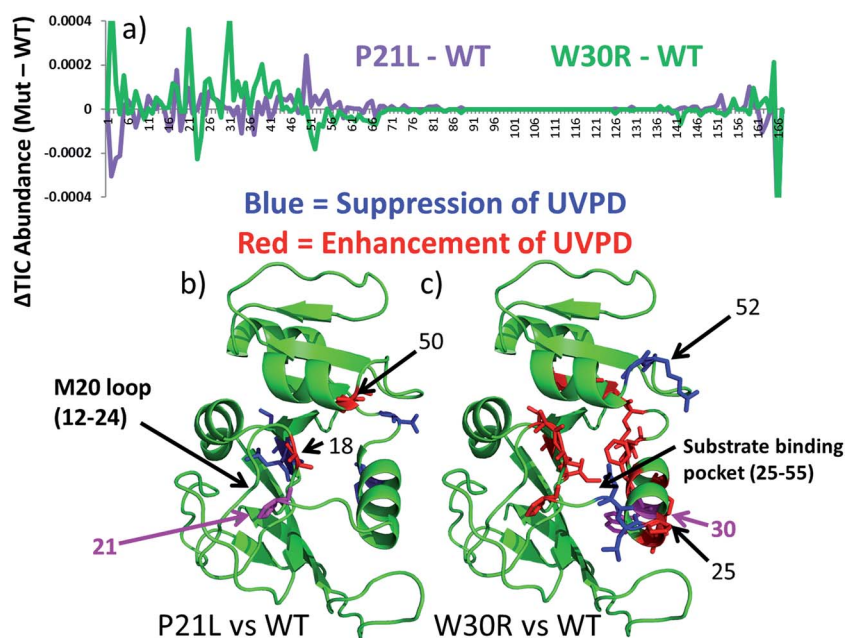 a)
P21L - WT
W30R - WT
ΔTIC Abundance (Mut – WT)
0.0004
0.0002
0
-0.0002
-0.0004
1 6 11 16 21 26 31 36 41 46 51 56 61 66 71 76 81 86 91 96 101 106 111 116 121 126 131 136 141 146 151 156 161 166
Blue = Suppression of UVPD
Red = Enhancement of UVPD
b)
c)
52
50
M20 loop
(12-24)
18
Substrate binding
pocket (25-55)
21
30
25
P21L vs WT
W30R vs WT